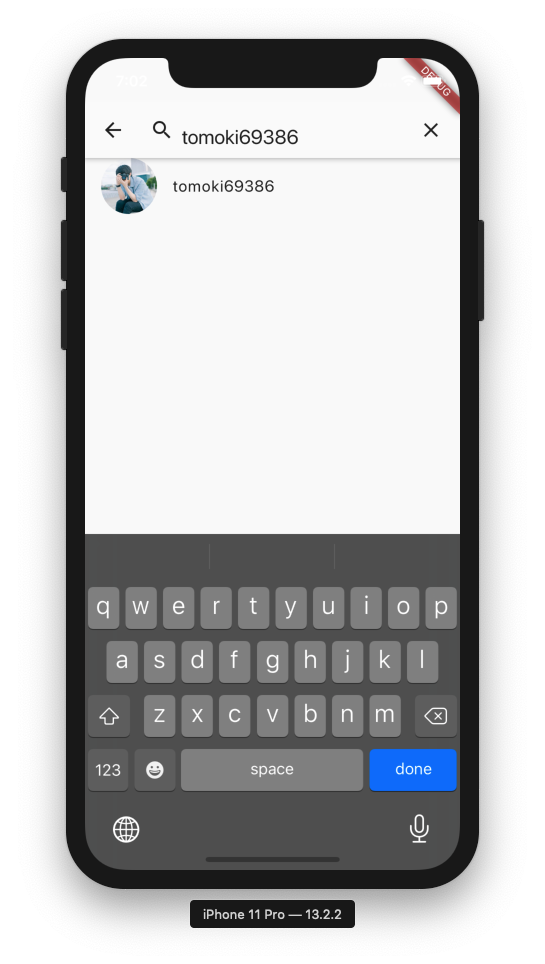 7:02
DEBUG
tomoki69386
tomoki69386
q w e r t y u i o p
a s d f g h j k l
z x c v b n m
123 space done
iPhone 11 Pro — 13.2.2